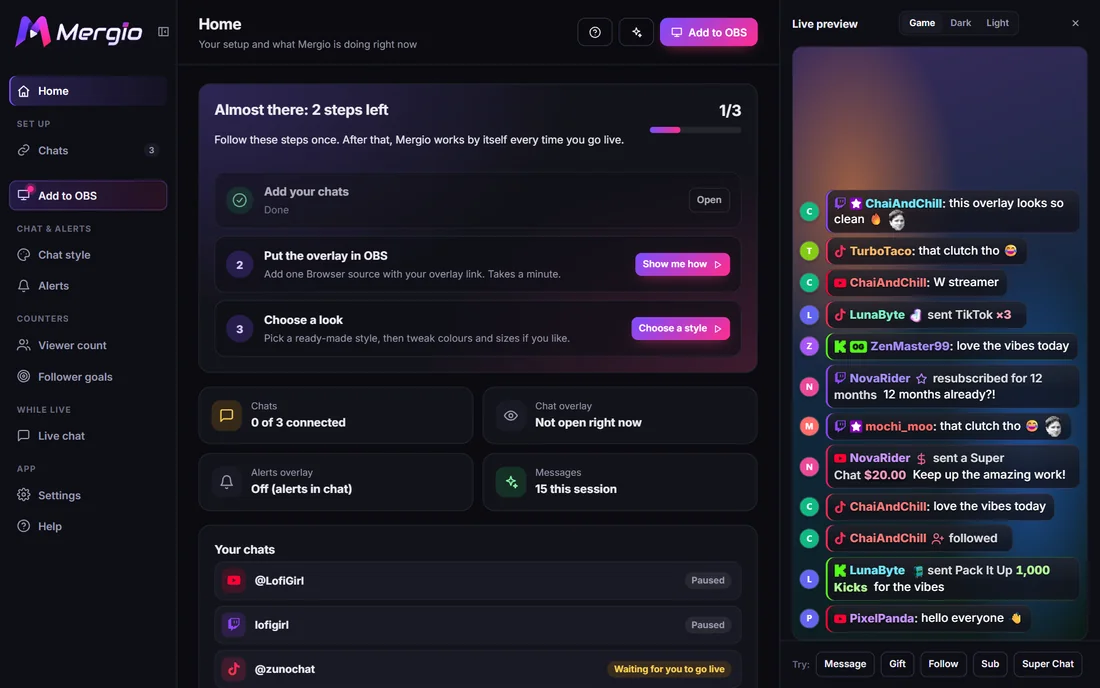 Mergio
Home
SET UP
Chats 3
Add to OBS
CHAT & ALERTS
Chat style
Alerts
COUNTERS
Viewer count
Follower goals
WHILE LIVE
Live chat
APP
Settings
Help
Home
Your setup and what Mergio is doing right now
Add to OBS
Almost there: 2 steps left
1/3
Follow these steps once. After that, Mergio works by itself every time you go live.
Add your chats
Done
Open
2
Put the overlay in OBS
Add one Browser source with your overlay link. Takes a minute.
Show me how
3
Choose a look
Pick a ready-made style, then tweak colours and sizes if you like.
Choose a style
Chats
0 of 3 connected
Chat overlay
Not open right now
Alerts overlay
Off (alerts in chat)
Messages
15 this session
Your chats
@LofiGirl
Paused
lofigirl
Paused
@zunochat
Waiting for you to go live
Live preview
Game Dark Light
C
ChaiAndChill: this overlay looks so
clean 🔥
T
TurboTaco: that clutch tho 😄
C
ChaiAndChill: W streamer
L
LunaByte sent TikTok ×3
Z
OG ZenMaster99: love the vibes today
N
NovaRider resubscribed for 12
months 12 months already?!
M
mochi_moo: that clutch tho 😄
N
NovaRider $ sent a Super
Chat $20.00 Keep up the amazing work!
C
ChaiAndChill: love the vibes today
C
ChaiAndChill followed
L
LunaByte sent Pack It Up 1,000
Kicks for the vibes
P
PixelPanda: hello everyone 👋
Try: Message Gift Follow Sub Super Chat